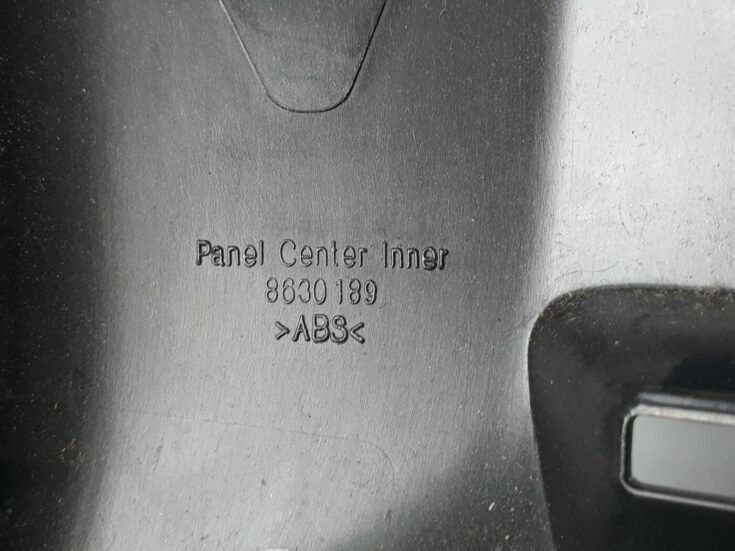 Panel Center Inner
8630189
>ABS<